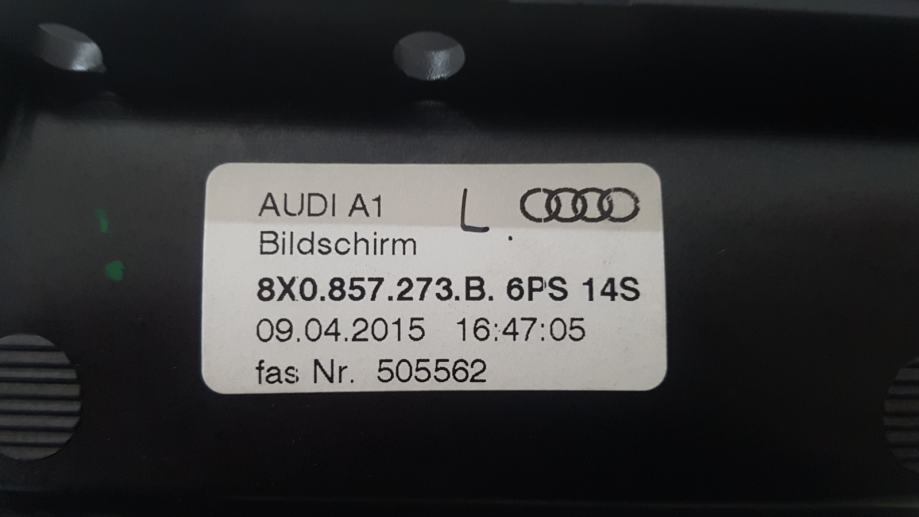 AUDI A1 L
Bildschirm
8X0.857.273.B. 6PS 14S
09.04.2015 16:47:05
fas Nr. 505562